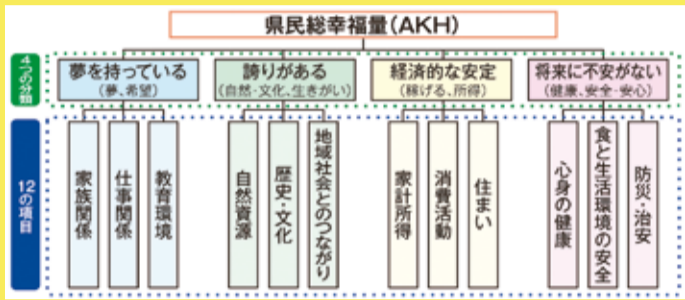 県民総幸福量(AKH)
4つの分類
夢を持っている
(夢、希望)
誇りがある
(自然・文化、生きがい)
経済的な安定
(稼げる、所得)
将来に不安がない
(健康、安全・安心)
12の項目
家族関係
仕事関係
教育環境
自然資源
歴史・文化
地域社会とのつながり
家計所得
消費活動
住まい
心身の健康
食と生活環境の安全
防災・治安